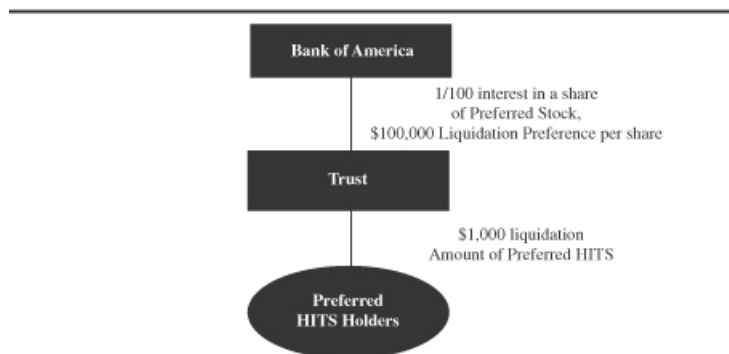 Bank of America
1/100 interest in a share
of Preferred Stock,
$100,000 Liquidation Preference per share
Trust
$1,000 liquidation
Amount of Preferred HITS
Preferred
HITS Holders